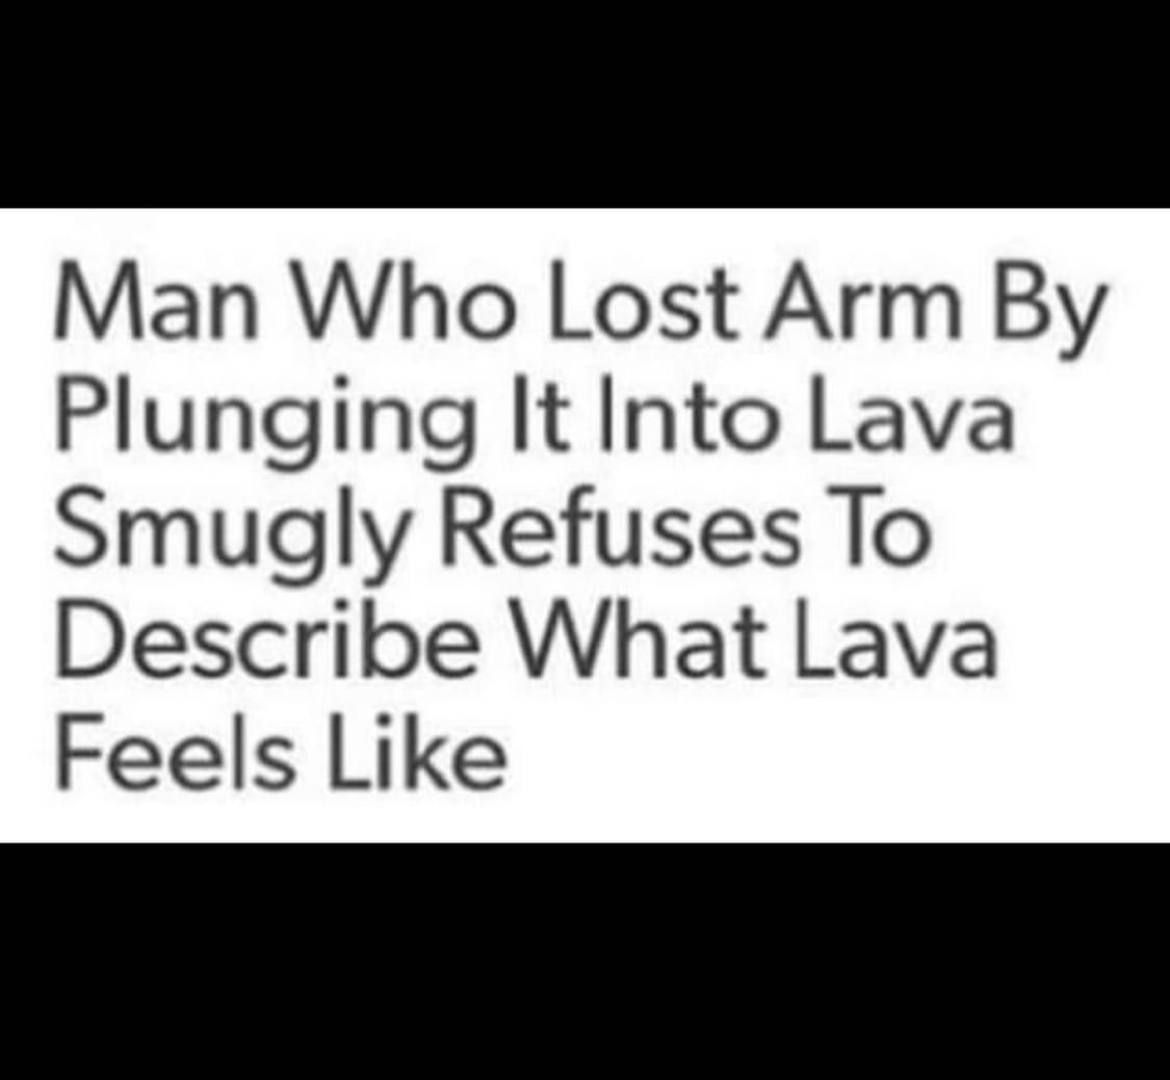 Man Who Lost Arm By
Plunging It Into Lava
Smugly Refuses To
Describe What Lava
Feels Like